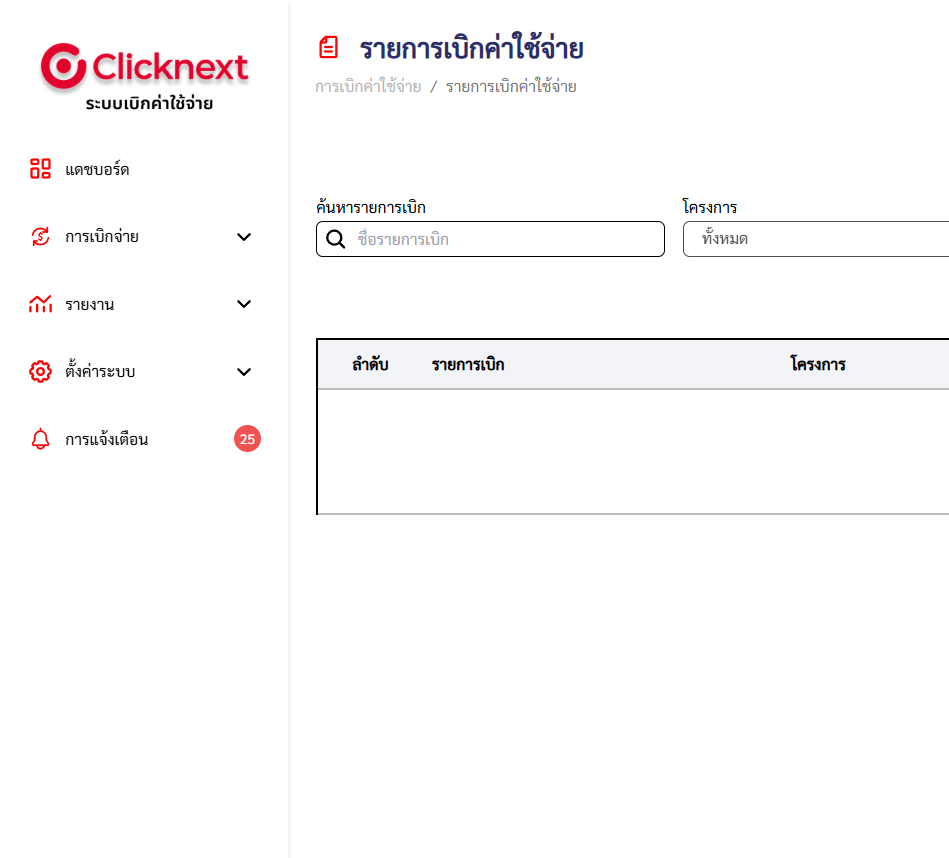 Clicknext
ระบบเบิกค่าใช้จ่าย
แดชบอร์ด
การเบิกจ่าย
รายงาน
ตั้งค่าระบบ
การแจ้งเตือน 25
รายการเบิกค่าใช้จ่าย
การเบิกค่าใช้จ่าย / รายการเบิกค่าใช้จ่าย
ค้นหารายการเบิก โครงการ
ชื่อรายการเบิก ทั้งหมด
ลำดับ รายการเบิก โครงการ